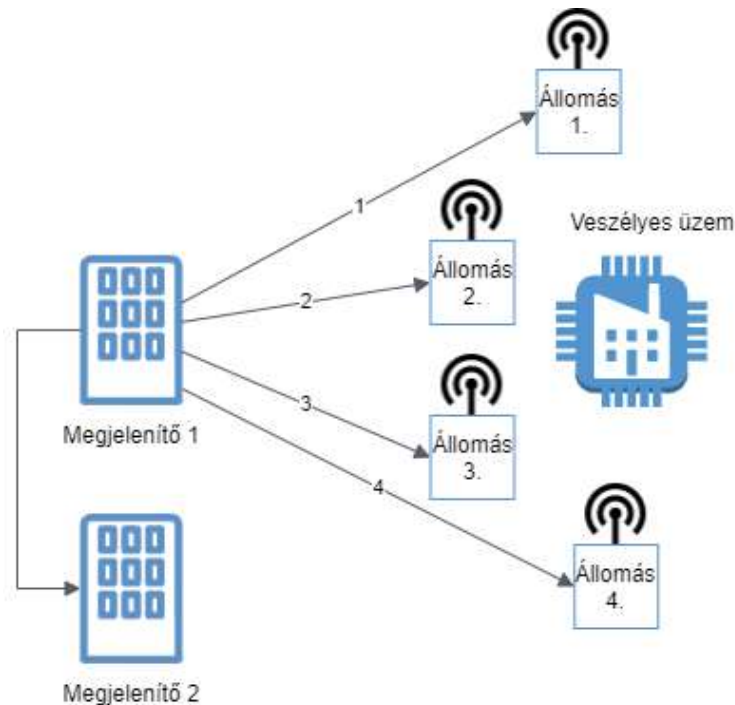 Állomás
1.
1
Veszélyes üzem
Állomás
2.
2
3
Megjelenítő 1
Állomás
3.
4
Állomás
4.
Megjelenítő 2